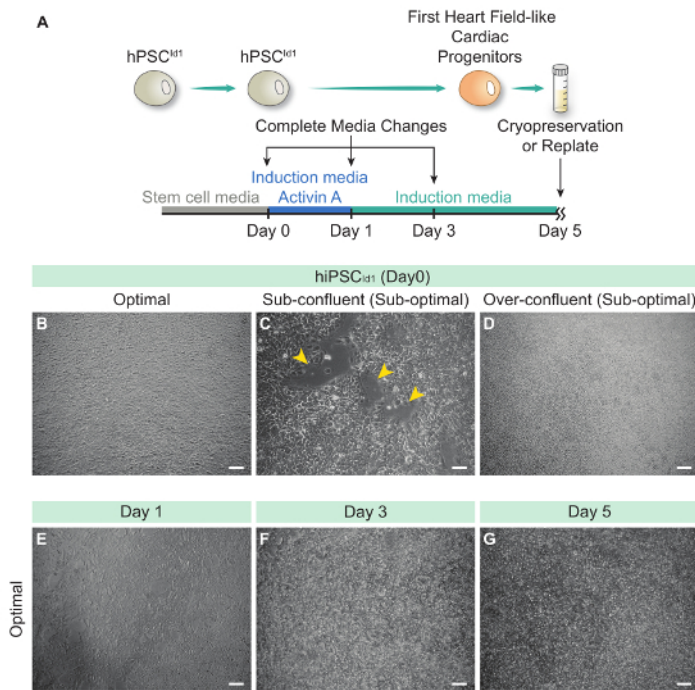 A
First Heart Field-like
Cardiac
Progenitors
hPSCId1
hPSCId1
Complete Media Changes
Cryopreservation
or Replate
Induction media
Stem cell media
Activin A
Induction media
Day 0
Day 1
Day 3
Day 5
hiPSCId1 (Day0)
Optimal
Sub-confluent (Sub-optimal)
Over-confluent (Sub-optimal)
B
C
D
Day 1
Day 3
Day 5
Optimal
E
F
G